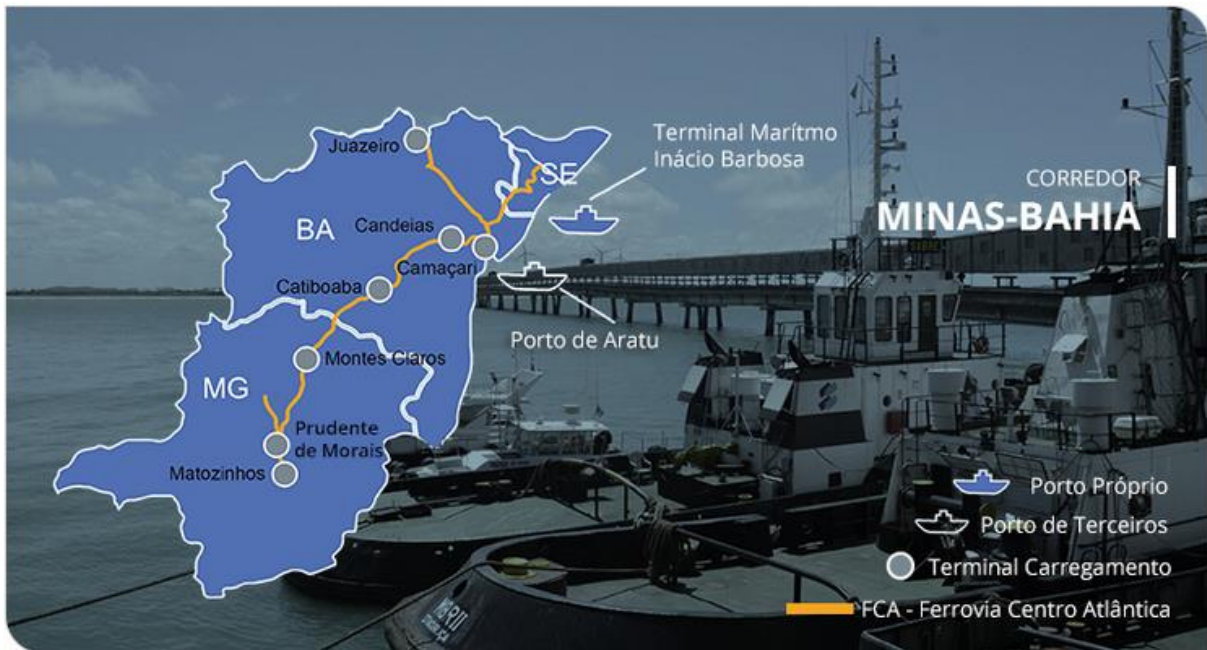 Terminal Marítmo
Inácio Barbosa
CORREDOR
MINAS-BAHIA
Juazeiro
SE
BA
Candeias
Camaçari
Catiboaba
Porto de Aratu
Montes Claros
MG
Prudente
de Morais
Matozinhos
Porto Próprio
Porto de Terceiros
Terminal Carregamento
FCA - Ferrovia Centro Atlântica